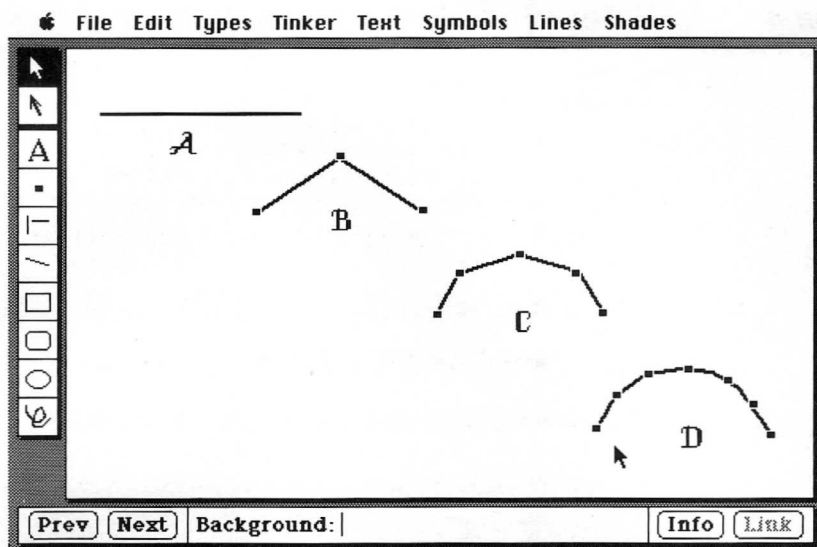 File Edit Types Tinker Text Symbols Lines Shades
A
A
B
C
D
Prev Next Background: Info Link